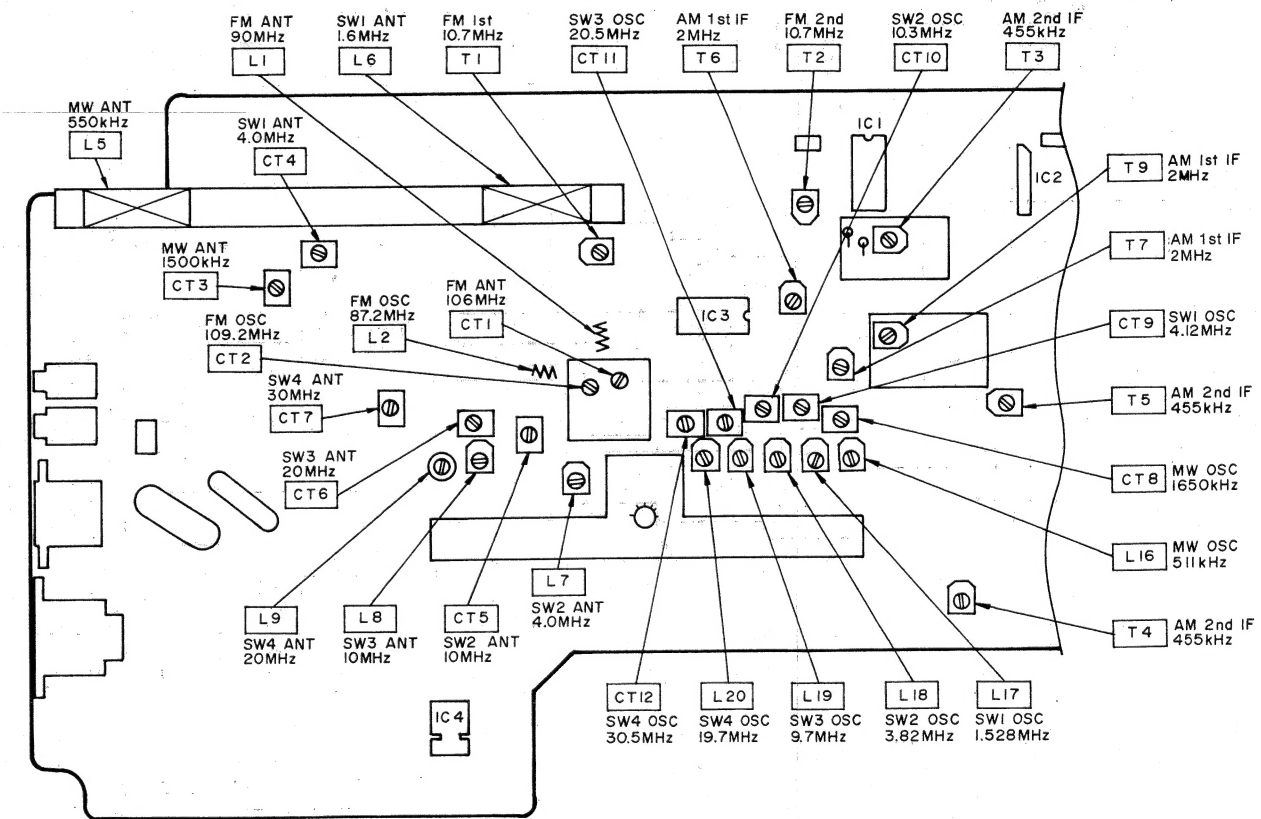 FM ANT
90MHz
L1
SW1 ANT
1.6MHz
L6
FM 1st
10.7MHz
T1
SW3 OSC
20.5MHz
CT11
AM 1st IF
2MHz
T6
FM 2nd
10.7MHz
T2
SW2 OSC
10.3MHz
CT10
AM 2nd IF
455kHz
T3
MW ANT
550kHz
L5
SW1 ANT
4.0MHz
CT4
IC1
IC2
T9
AM 1st IF
2MHz
MW ANT
1500kHz
CT3
T7
AM 1st IF
2MHz
FM OSC
109.2MHz
CT2
FM OSC
87.2MHz
L2
FM ANT
106MHz
CT1
IC3
CT9
SW1 OSC
4.12MHz
SW4 ANT
30MHz
CT7
T5
AM 2nd IF
455kHz
SW3 ANT
20MHz
CT6
CT8
MW OSC
1650kHz
L16
MW OSC
511kHz
L7
SW2 ANT
4.0MHz
L9
SW4 ANT
20MHz
L8
SW3 ANT
10MHz
CT5
SW2 ANT
10MHz
T4
AM 2nd IF
455kHz
IC4
CT12
SW4 OSC
30.5MHz
L20
SW4 OSC
19.7MHz
L19
SW3 OSC
9.7MHz
L18
SW2 OSC
3.82MHz
L17
SW1 OSC
1.528MHz